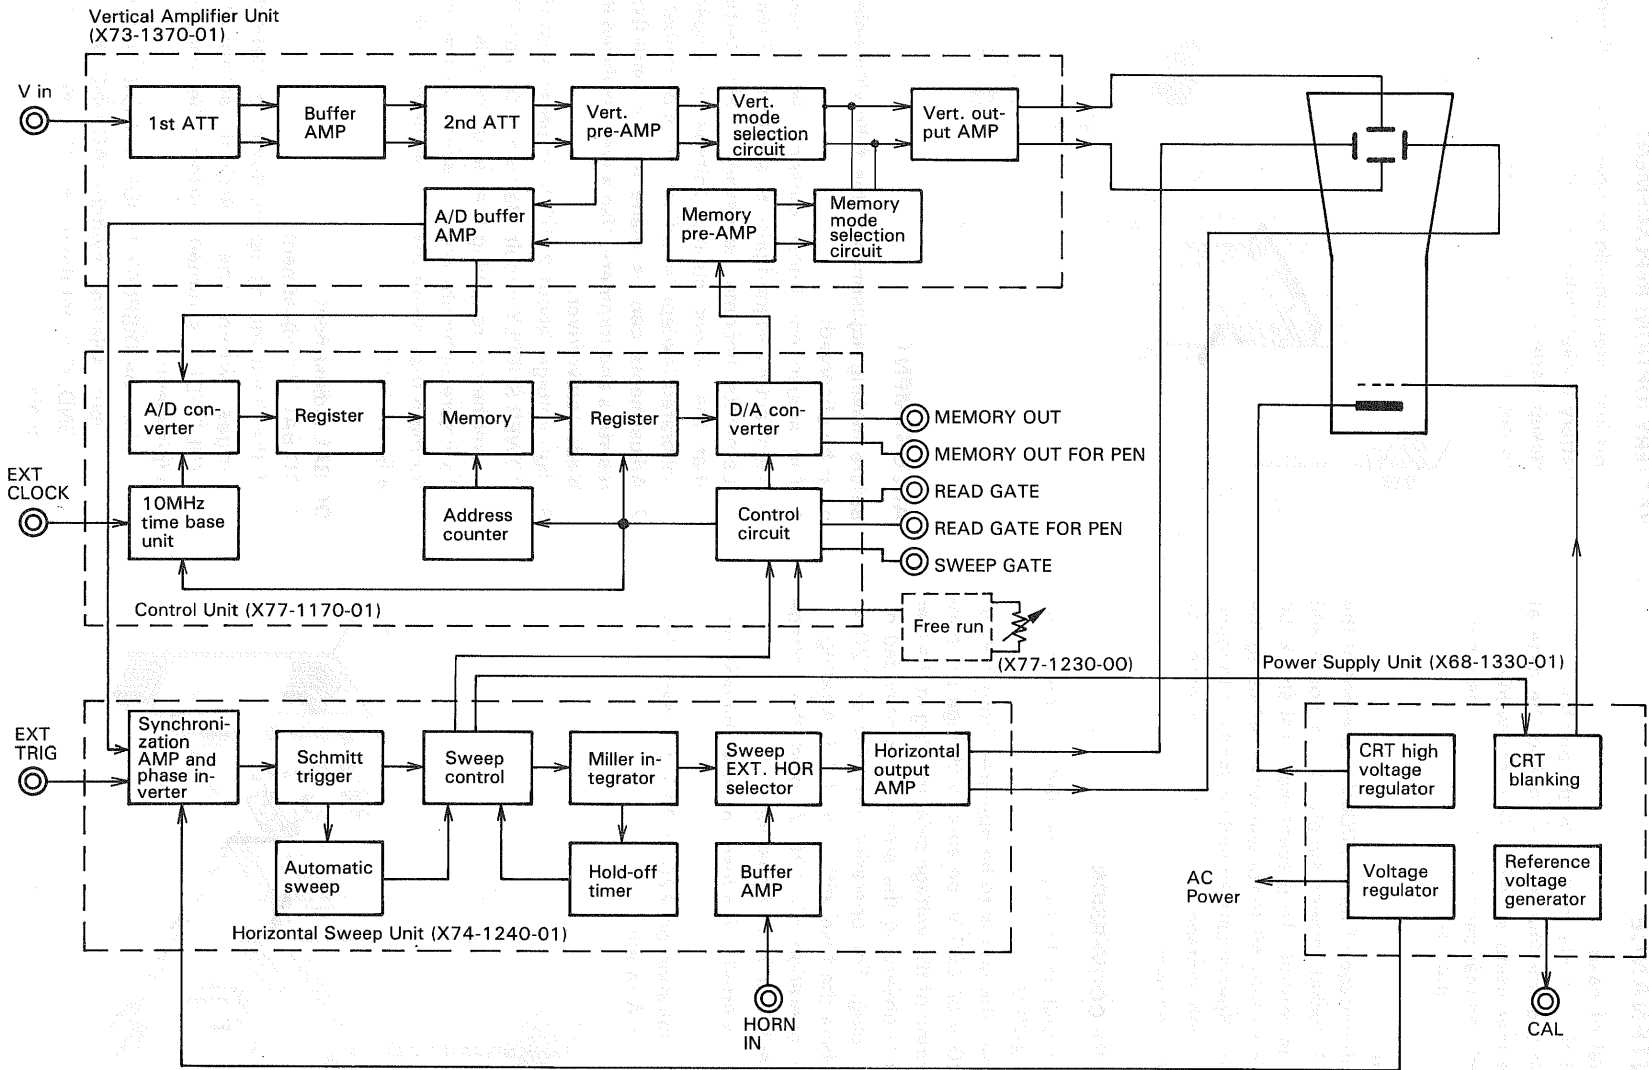 Vertical Amplifier Unit
(X73-1370-01)
V in
1st ATT
Buffer
AMP
2nd ATT
Vert.
pre-AMP
Vert.
mode
selection
circuit
Vert. out-
put AMP
A/D buffer
AMP
Memory
pre-AMP
Memory
mode
selection
circuit
A/D con-
verter
Register
Memory
Register
D/A con-
verter
MEMORY OUT
MEMORY OUT FOR PEN
EXT
CLOCK
10MHz
time base
unit
Address
counter
Control
circuit
READ GATE
READ GATE FOR PEN
SWEEP GATE
Control Unit (X77-1170-01)
Free run
(X77-1230-00)
Power Supply Unit (X68-1330-01)
EXT
TRIG
Synchroni-
zation
AMP and
phase in-
verter
Schmitt
trigger
Sweep
control
Miller in-
tegrator
Sweep
EXT. HOR
selector
Horizontal
output
AMP
CRT high
voltage
regulator
CRT
blanking
Automatic
sweep
Hold-off
timer
Buffer
AMP
AC
Power
Voltage
regulator
Reference
voltage
generator
Horizontal Sweep Unit (X74-1240-01)
HORN
IN
CAL